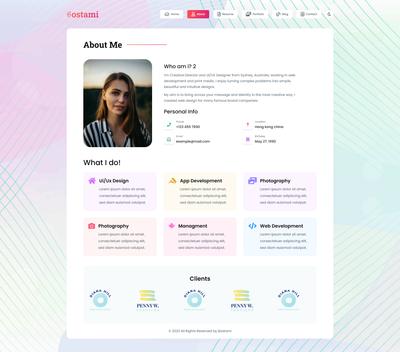 Bostami
Home
About
Resume
Portfolio
Blog
Contact
About Me
Who am i? 2
I'm Creative Director and UI/UX Designer from Sydney, Australia, working in web
development and print media. I enjoy turning complex problems into simple,
beautiful and intuitive designs.
My aim is to bring across your message and identity in the most creative way. I
created web design for many famous brand companies.
Personal Info
Phone
+123 456 7890
Location
Hong kong china
Email
example@mail.com
Birthday
May 27, 1990
What I do!
UI/Ux Design
Lorem ipsum dolor sit amet,
consectetuer adipiscing elit,
sed diam nonummy.
App Development
Lorem ipsum dolor sit amet,
consectetuer adipiscing elit,
sed diam euismod volutpat.
Photography
Lorem ipsum dolor sit amet,
consectetuer adipiscing elit,
sed diam euismod volutpat.
Photography
Lorem ipsum dolor sit amet,
consectetuer adipiscing elit,
sed diam euismod volutpat.
Managment
Lorem ipsum dolor sit amet,
consectetuer adipiscing elit,
sed diam euismod volutpat.
Web Development
Lorem ipsum dolor sit amet,
consectetuer adipiscing elit,
sed diam euismod volutpat.
Clients
DIANA HILL
PENNY W.
DIANA HILL
PENNY W.
DIANA HILL
© 2022 All Rights Reserved by ibostami